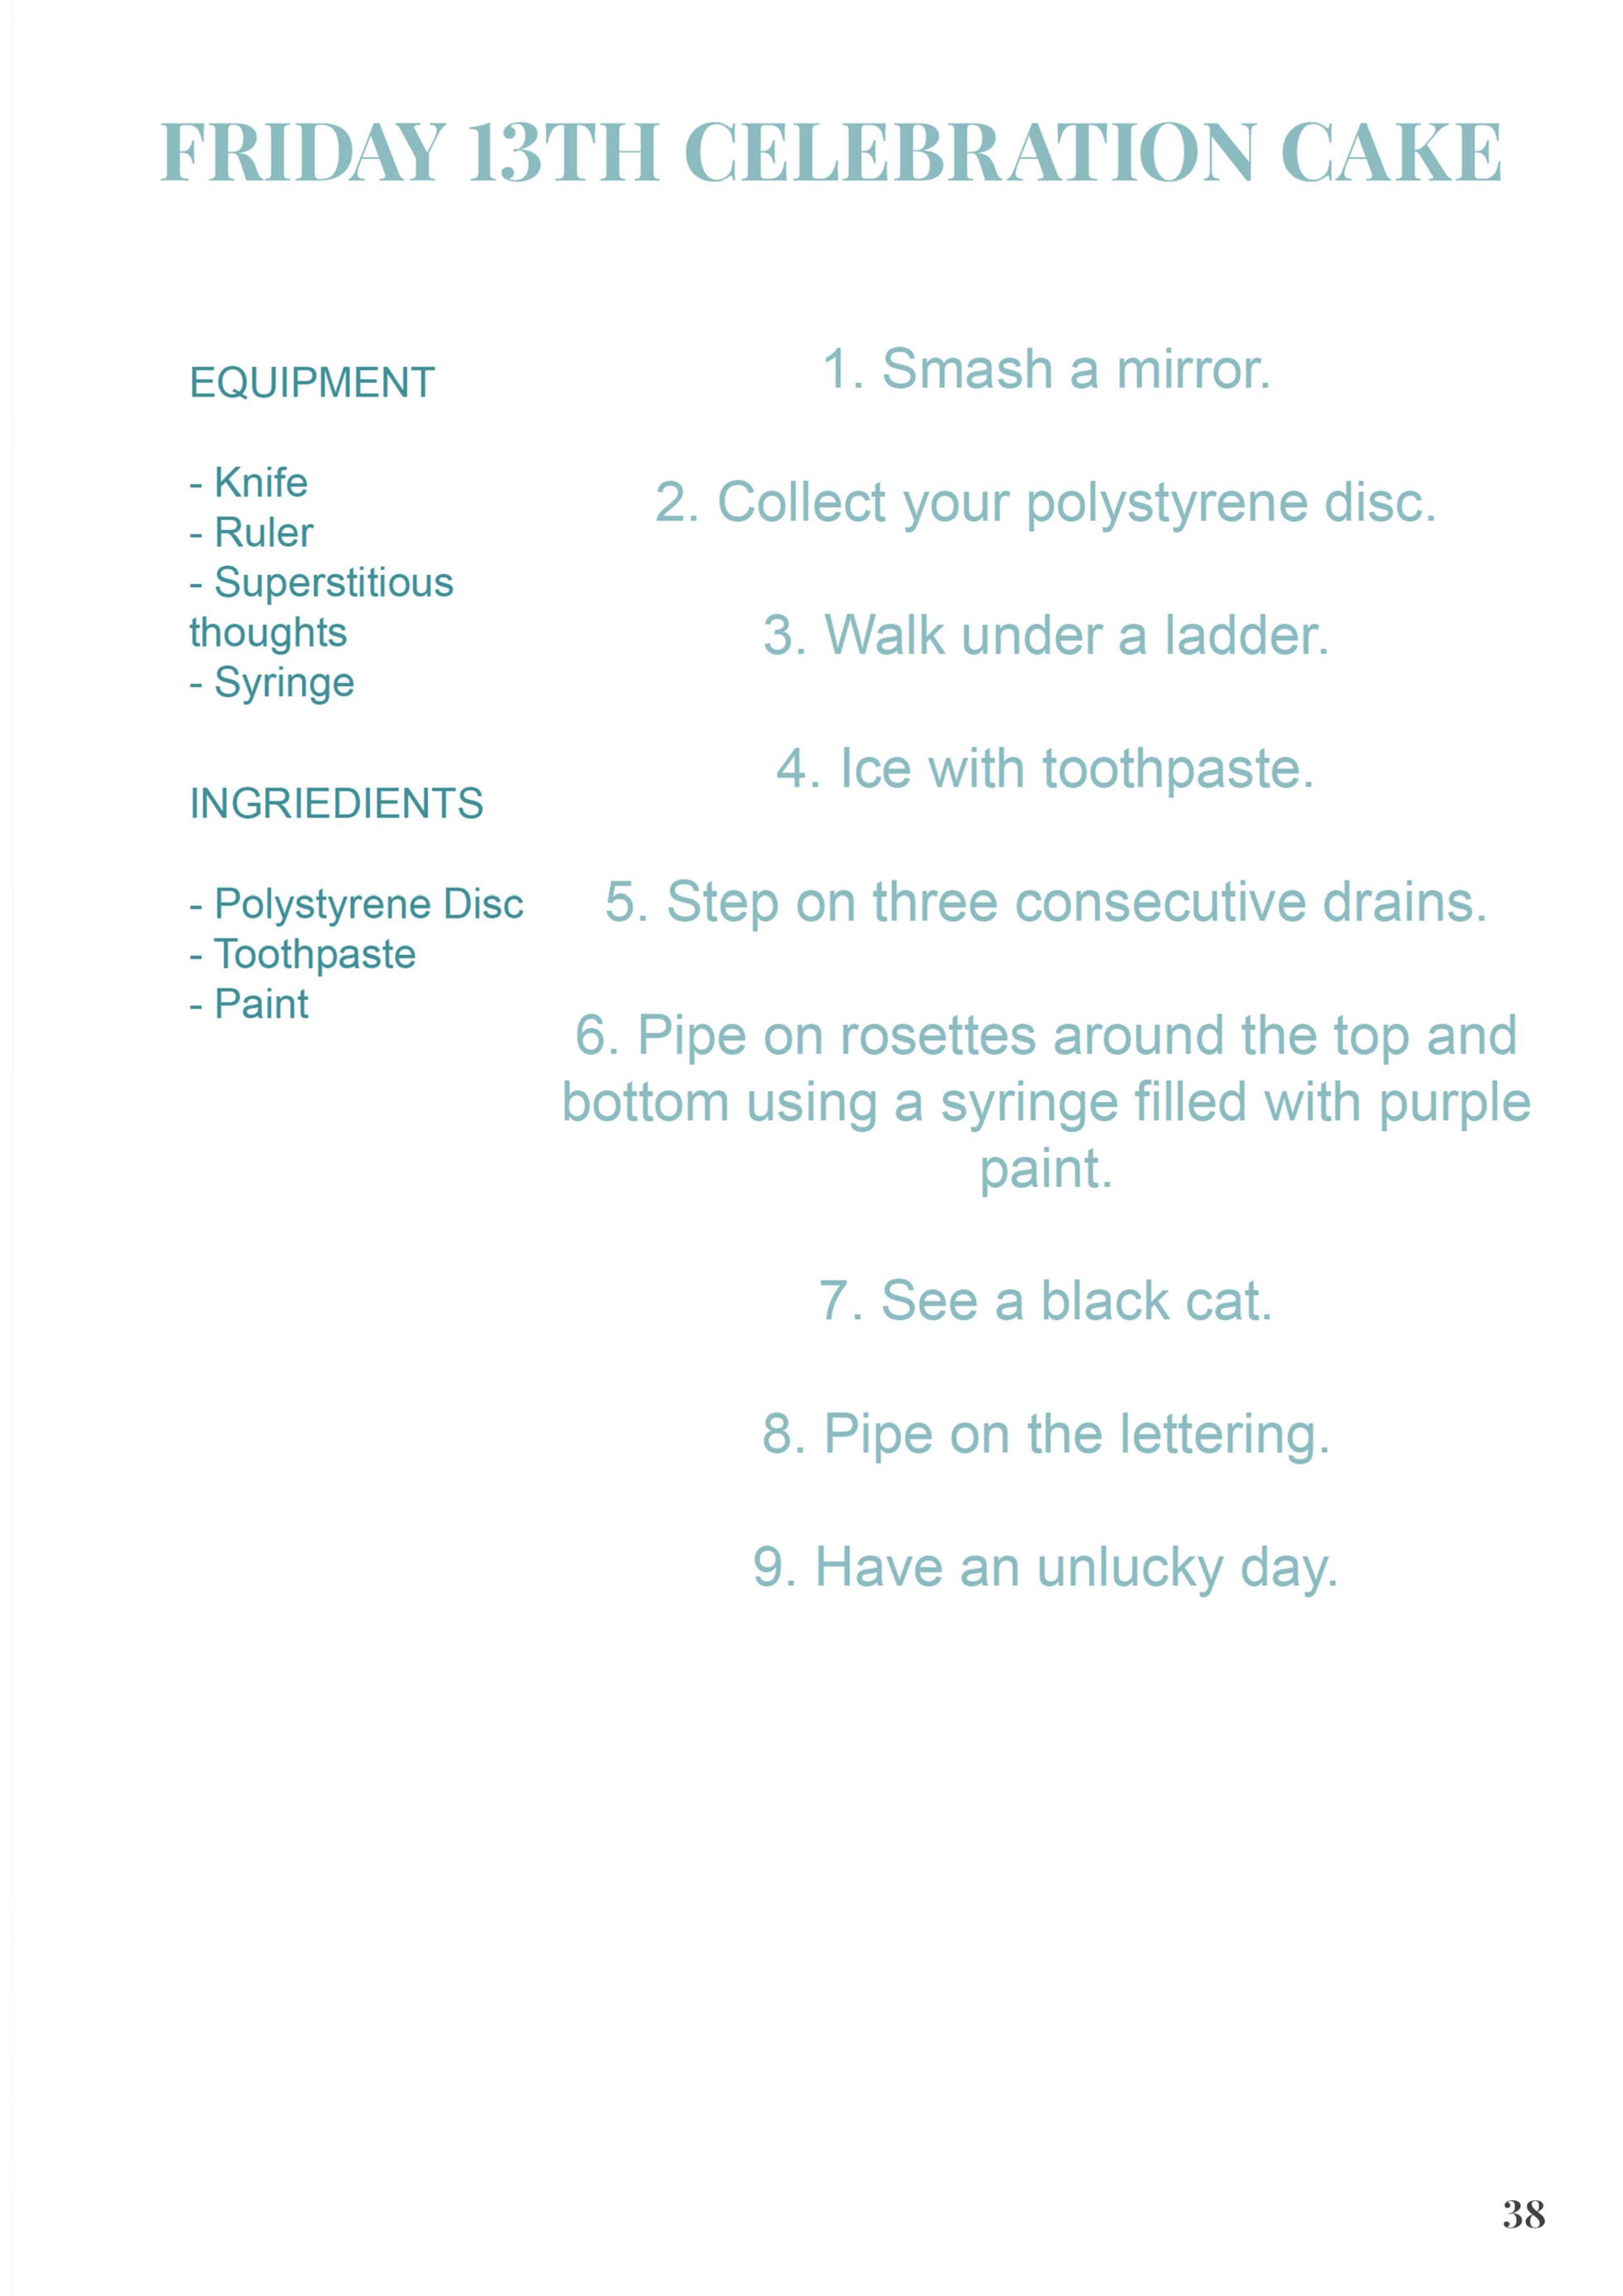 FRIDAY 13TH CELEBRATION CAKE
EQUIPMENT
- Knife
- Ruler
- Superstitious
thoughts
- Syringe
INGRIEDIENTS
- Polystyrene Disc
- Toothpaste
- Paint
1. Smash a mirror.
2. Collect your polystyrene disc.
3. Walk under a ladder.
4. Ice with toothpaste.
5. Step on three consecutive drains.
6. Pipe on rosettes around the top and
bottom using a syringe filled with purple
paint.
7. See a black cat.
8. Pipe on the lettering.
9. Have an unlucky day.
38